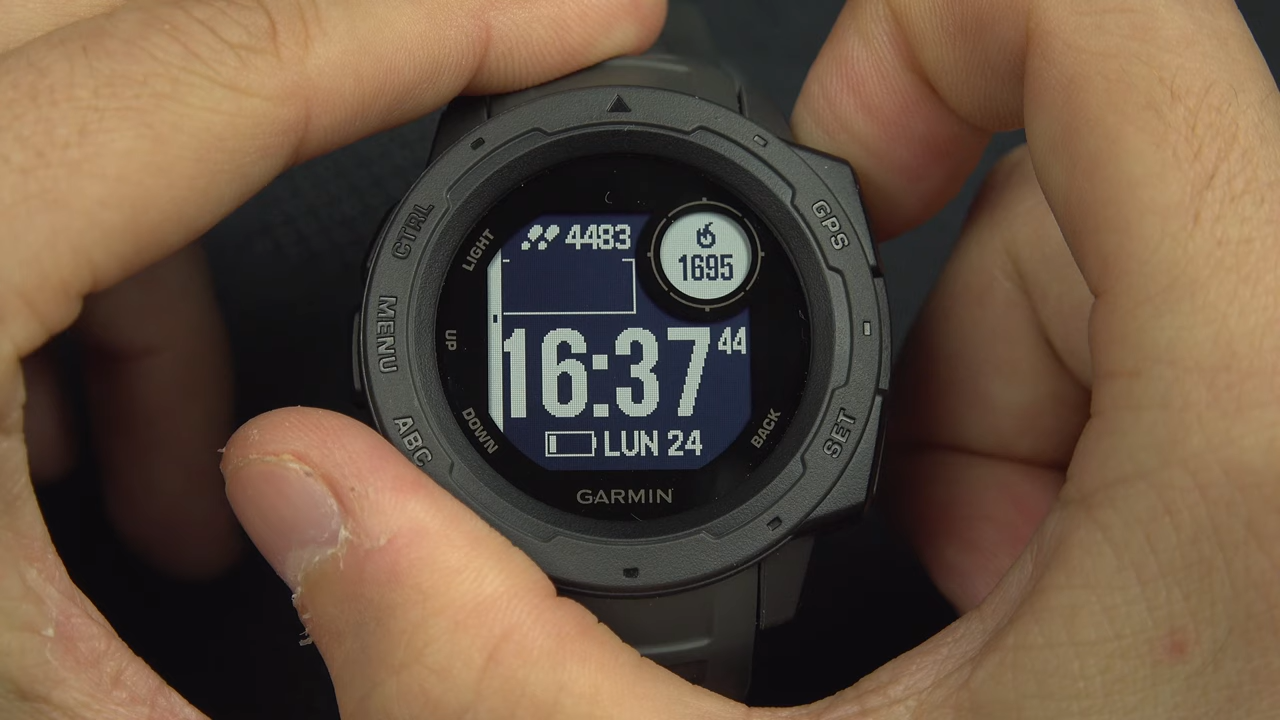 CTRL
LIGHT
GPS
4483
1695
MENU
UP
16:37 44
DOWN
ABC
LUN 24
BACK
SET
GARMIN